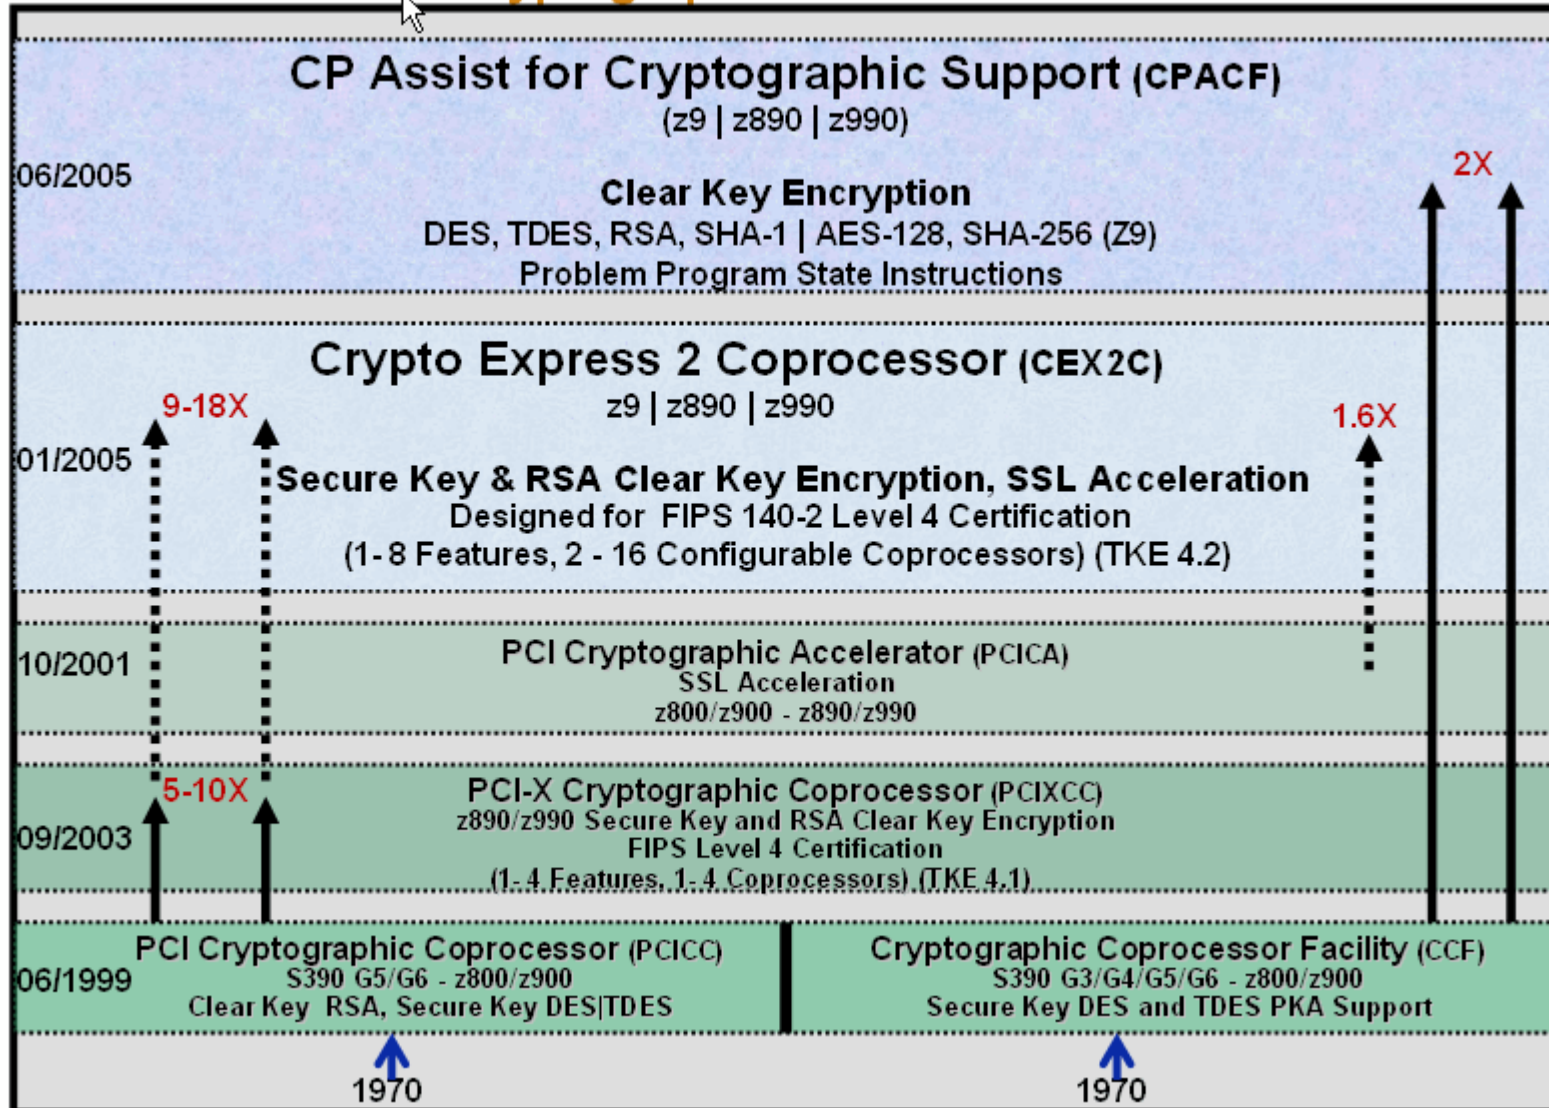 CP Assist for Cryptographic Support (CPACF)
(z9 | z890 | z990)
06/2005
2X
Clear Key Encryption
DES, TDES, RSA, SHA-1 | AES-128, SHA-256 (Z9)
Problem Program State Instructions
Crypto Express 2 Coprocessor (CEX2C)
9-18X
z9 | z890 | z990
1.6X
01/2005
Secure Key & RSA Clear Key Encryption, SSL Acceleration
Designed for FIPS 140-2 Level 4 Certification
(1- 8 Features, 2 - 16 Configurable Coprocessors) (TKE 4.2)
10/2001
PCI Cryptographic Accelerator (PCICA)
SSL Acceleration
z800/z900 - z890/z990
5-10X
PCI-X Cryptographic Coprocessor (PCIXCC)
z890/z990 Secure Key and RSA Clear Key Encryption
09/2003
FIPS Level 4 Certification
(1- 4 Features, 1- 4 Coprocessors) (TKE 4.1)
06/1999
PCI Cryptographic Coprocessor (PCICC)
S390 G5/G6 - z800/z900
Clear Key RSA, Secure Key DES|TDES
Cryptographic Coprocessor Facility (CCF)
S390 G3/G4/G5/G6 - z800/z900
Secure Key DES and TDES PKA Support
1970
1970